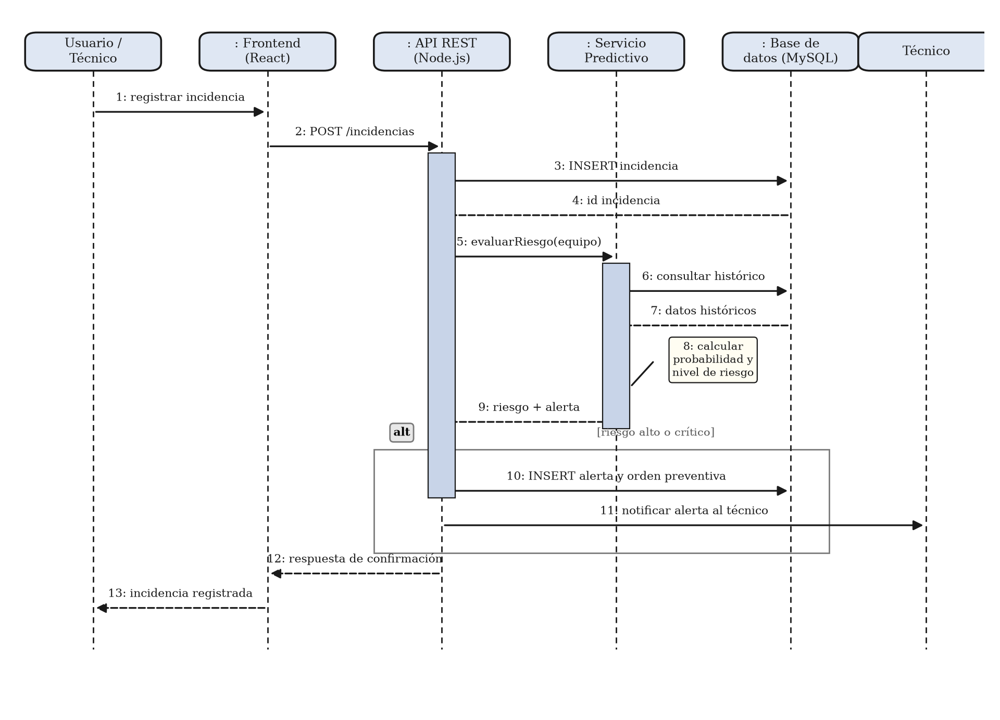 Usuario /
Técnico
: Frontend
(React)
: API REST
(Node.js)
: Servicio
Predictivo
: Base de
datos (MySQL)
Técnico
1: registrar incidencia
2: POST /incidencias
3: INSERT incidencia
4: id incidencia
5: evaluarRiesgo(equipo)
6: consultar histórico
7: datos históricos
8: calcular
probabilidad y
nivel de riesgo
9: riesgo + alerta
alt
[riesgo alto o crítico]
10: INSERT alerta y orden preventiva
11: notificar alerta al técnico
12: respuesta de confirmación
13: incidencia registrada